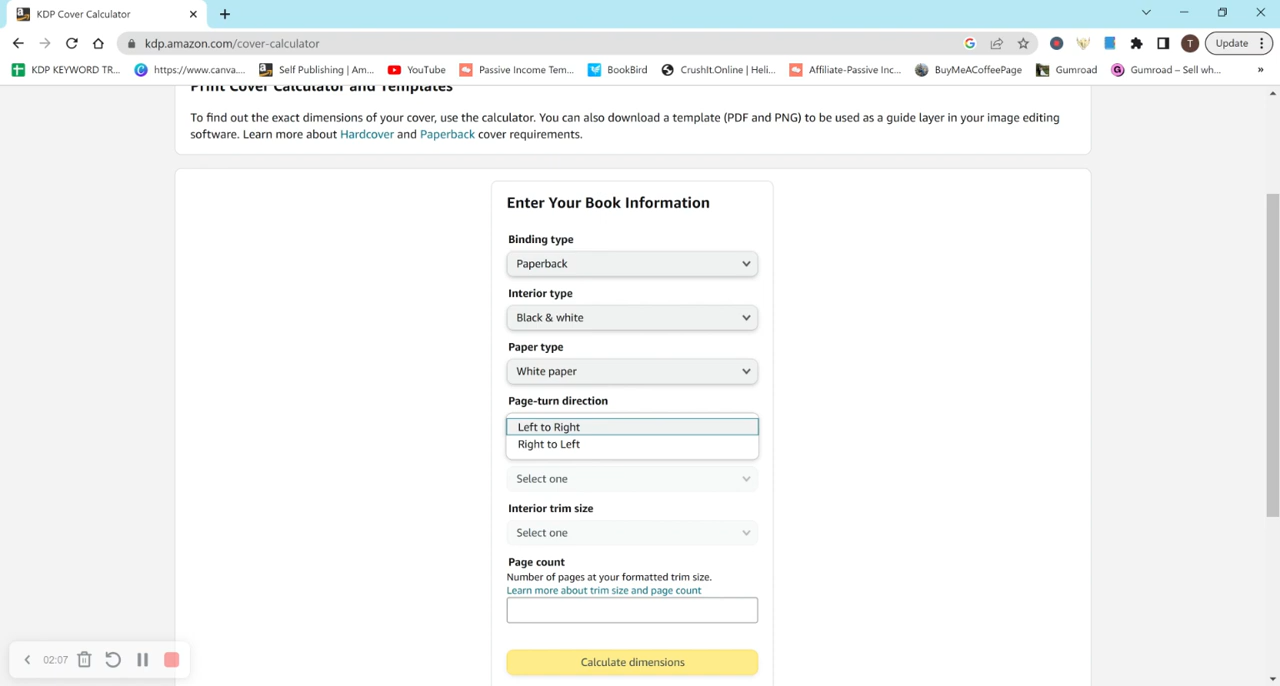 KDP Cover Calculator
kdp.amazon.com/cover-calculator
T
Update
KDP KEYWORD TR...
https://www.canva....
Self Publishing | Am...
YouTube
Passive Income Tem...
BookBird
CrushIt.Online | Heli...
Affiliate-Passive Inc...
BuyMeACoffeePage
Gumroad
Gumroad – Sell wh...
»
Print Cover Calculator and Templates
To find out the exact dimensions of your cover, use the calculator. You can also download a template (PDF and PNG) to be used as a guide layer in your image editing
software. Learn more about Hardcover and Paperback cover requirements.
Enter Your Book Information
Binding type
Paperback
Interior type
Black & white
Paper type
White paper
Page-turn direction
Left to Right
Right to Left
Select one
Interior trim size
Select one
Page count
Number of pages at your formatted trim size.
Learn more about trim size and page count
Calculate dimensions
02:07